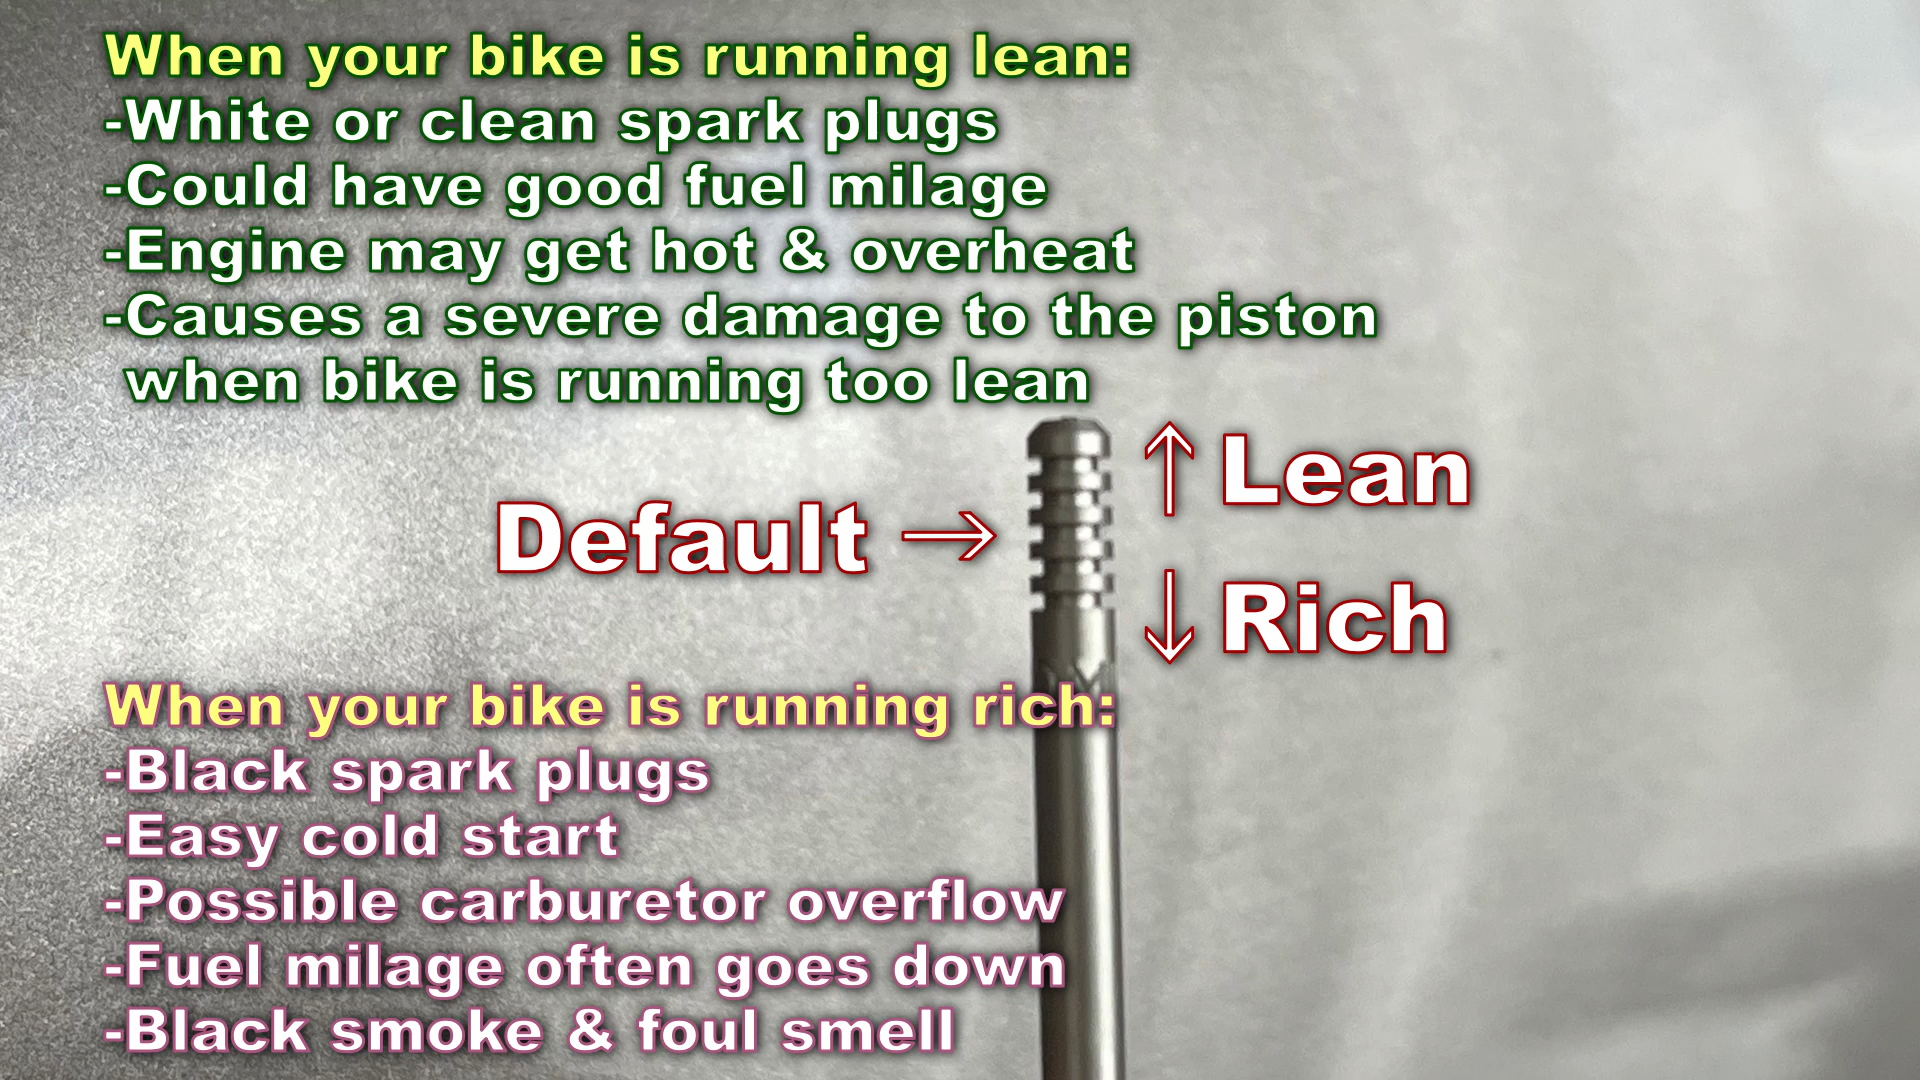 When your bike is running lean:
-White or clean spark plugs
-Could have good fuel milage
-Engine may get hot & overheat
-Causes a severe damage to the piston
when bike is running too lean
↑ Lean
Default →
↓ Rich
When your bike is running rich:
-Black spark plugs
-Easy cold start
-Possible carburetor overflow
-Fuel milage often goes down
-Black smoke & foul smell